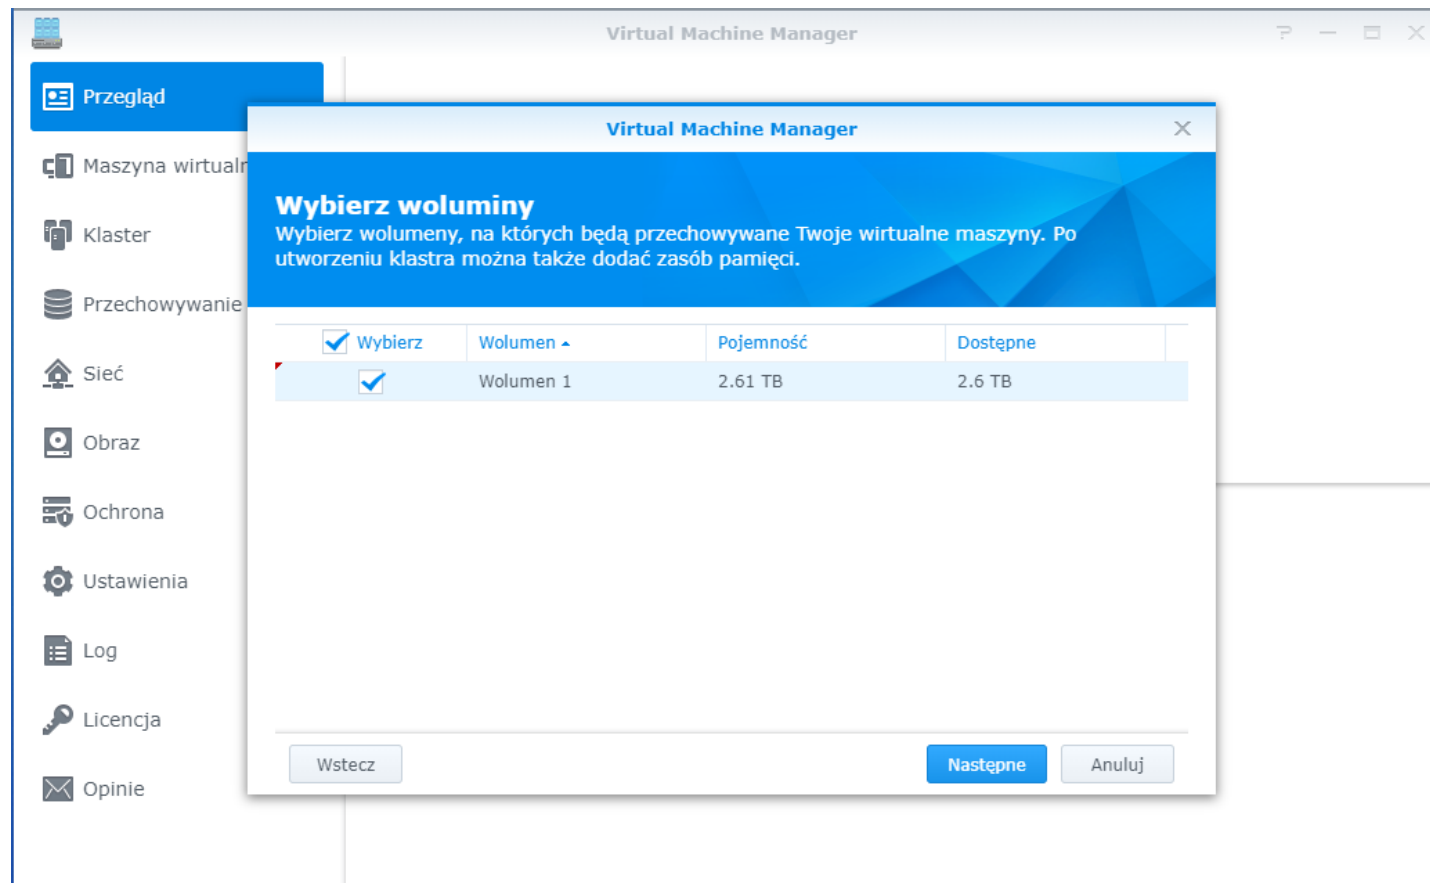 Virtual Machine Manager
Przegląd
Maszyna wirtualn
Klaster
Przechowywanie
Sieć
Obraz
Ochrona
Ustawienia
Log
Licencja
Opinie
Virtual Machine Manager
Wybierz woluminy
Wybierz wolumeny, na których będą przechowywane Twoje wirtualne maszyny. Po
utworzeniu klastra można także dodać zasób pamięci.
Wybierz Wolumen Pojemność Dostępne
Wolumen 1 2.61 TB 2.6 TB
Wstecz Następne Anuluj